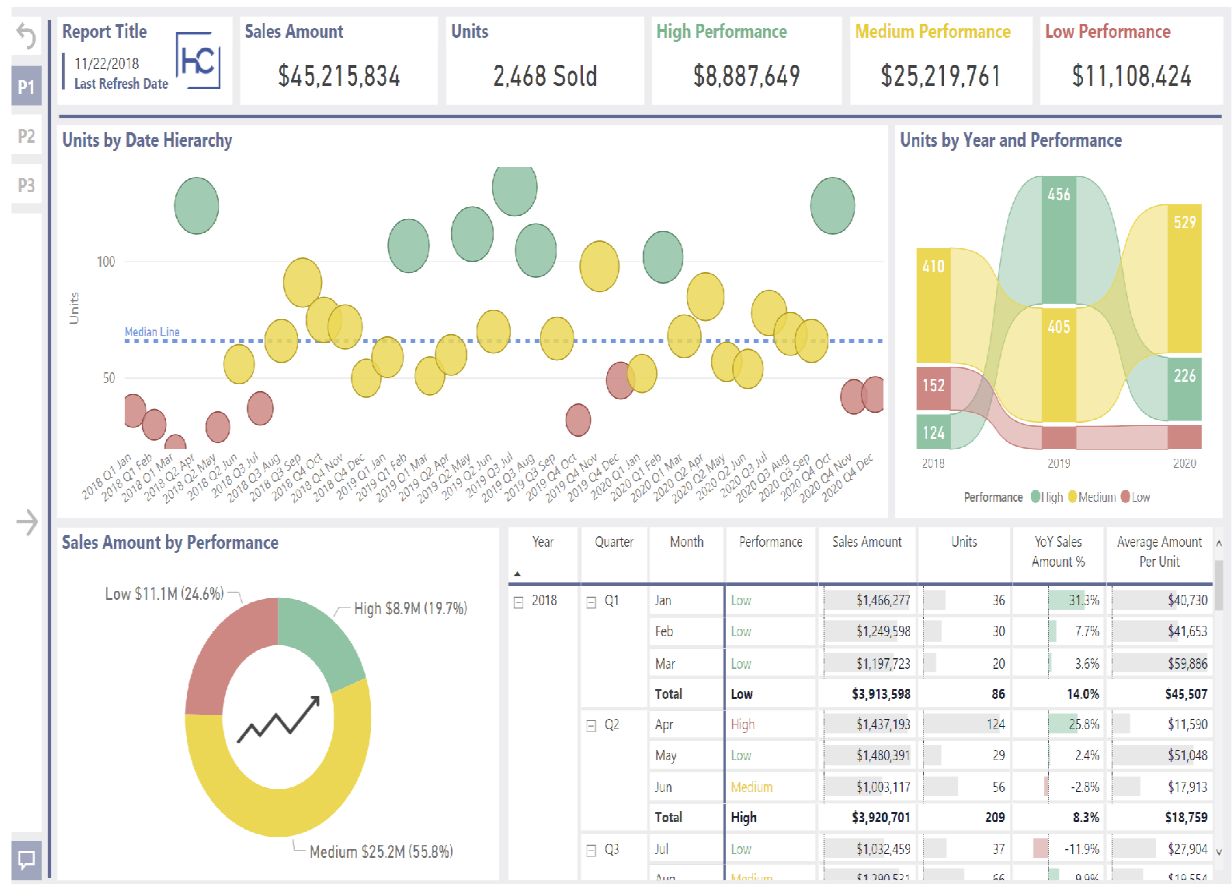 Report Title
11/22/2018
Last Refresh Date
hC
Sales Amount
$45,215,834
Units
2,468 Sold
High Performance
$8,887,649
Medium Performance
$25,219,761
Low Performance
$11,108,424
P1
P2
P3
Units by Date Hierarchy
Units
100
50
Median Line
2018 Q1 Jan
2018 Q1 Feb
2018 Q1 Mar
2018 Q2 Apr
2018 Q2 May
2018 Q2 Jun
2018 Q3 Jul
2018 Q3 Aug
2018 Q3 Sep
2018 Q4 Oct
2018 Q4 Nov
2018 Q4 Dec
2019 Q1 Jan
2019 Q1 Feb
2019 Q1 Mar
2019 Q2 Apr
2019 Q2 May
2019 Q2 Jun
2019 Q3 Jul
2019 Q3 Aug
2019 Q3 Sep
2019 Q4 Oct
2019 Q4 Nov
2019 Q4 Dec
2020 Q1 Jan
2020 Q1 Feb
2020 Q1 Mar
2020 Q2 Apr
2020 Q2 May
2020 Q2 Jun
2020 Q3 Jul
2020 Q3 Aug
2020 Q3 Sep
2020 Q4 Oct
2020 Q4 Nov
2020 Q4 Dec
Units by Year and Performance
410
152
124
456
405
529
226
2018 2019 2020
Performance High Medium Low
Sales Amount by Performance
Low $11.1M (24.6%)
High $8.9M (19.7%)
Medium $25.2M (55.8%)
Year Quarter Month Performance Sales Amount Units YoY Sales Amount % Average Amount Per Unit
2018 Q1 Jan Low $1,466,277 36 31.3% $40,730
Feb Low $1,249,598 30 7.7% $41,653
Mar Low $1,197,723 20 3.6% $59,886
Total Low $3,913,598 86 14.0% $45,507
Q2 Apr High $1,437,193 124 25.8% $11,590
May Low $1,480,391 29 2.4% $51,048
Jun Medium $1,003,117 56 -2.8% $17,913
Total High $3,920,701 209 8.3% $18,759
Q3 Jul Low $1,032,459 37 -11.9% $27,904
Aug Medium $1,290,531 66 9.9% $19,554